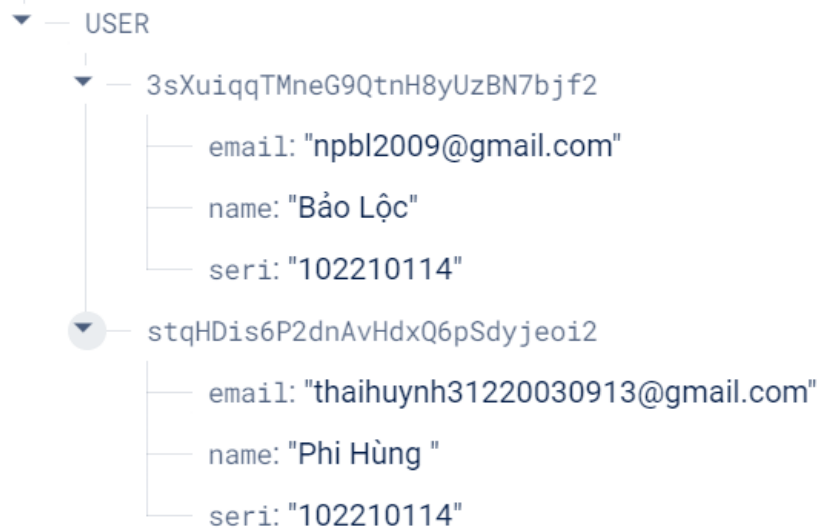 USER
3sXuiqqTMneG9QtnH8yUzBN7bjf2
email: "npbl2009@gmail.com"
name: "Bảo Lộc"
seri: "102210114"
stqHDis6P2dnAvHdxQ6pSdyjeoi2
email: "thaihuynh31220030913@gmail.com"
name: "Phi Hùng "
seri: "102210114"